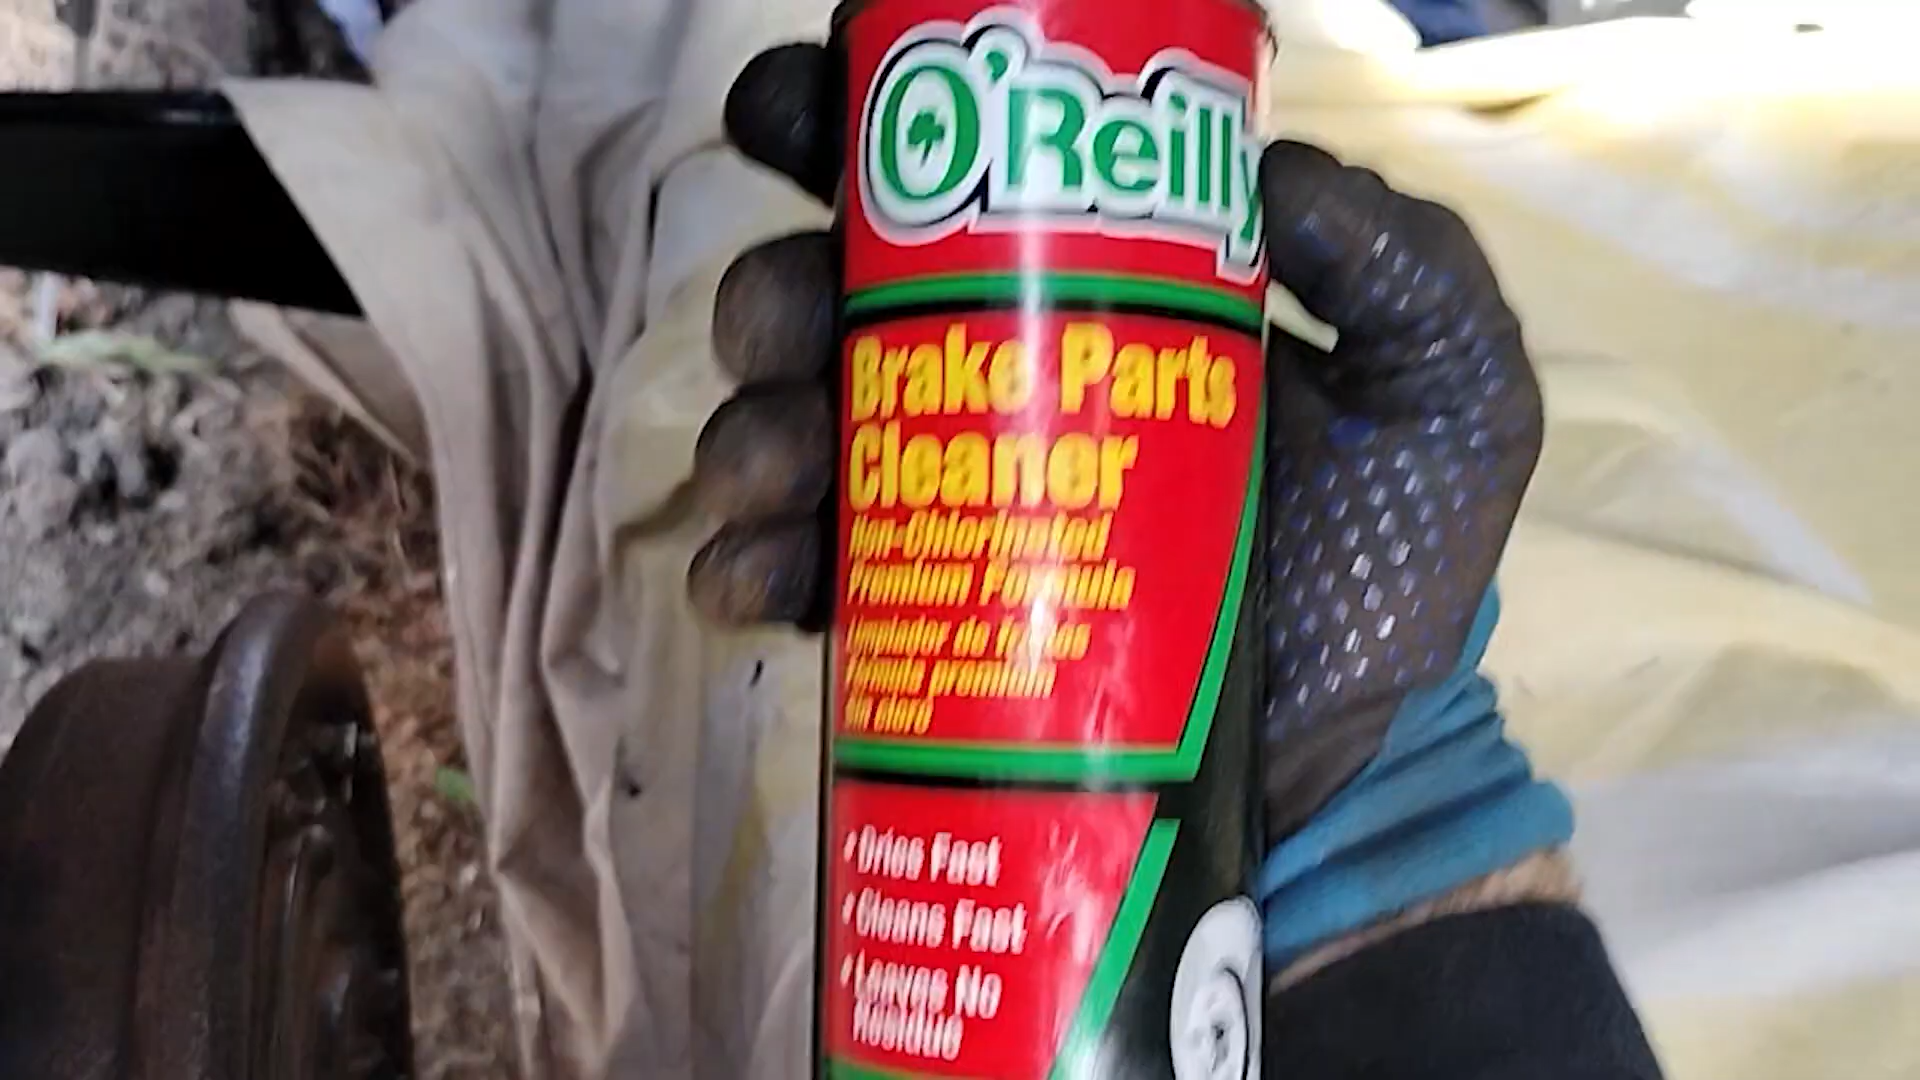 O'Reilly
Brake Parts
Cleaner
Non-Chlorinated
Premium Formula
Limpiador de frenos
Fórmula premium
sin cloro
• Dries Fast
• Cleans Fast
• Leaves No
Residue